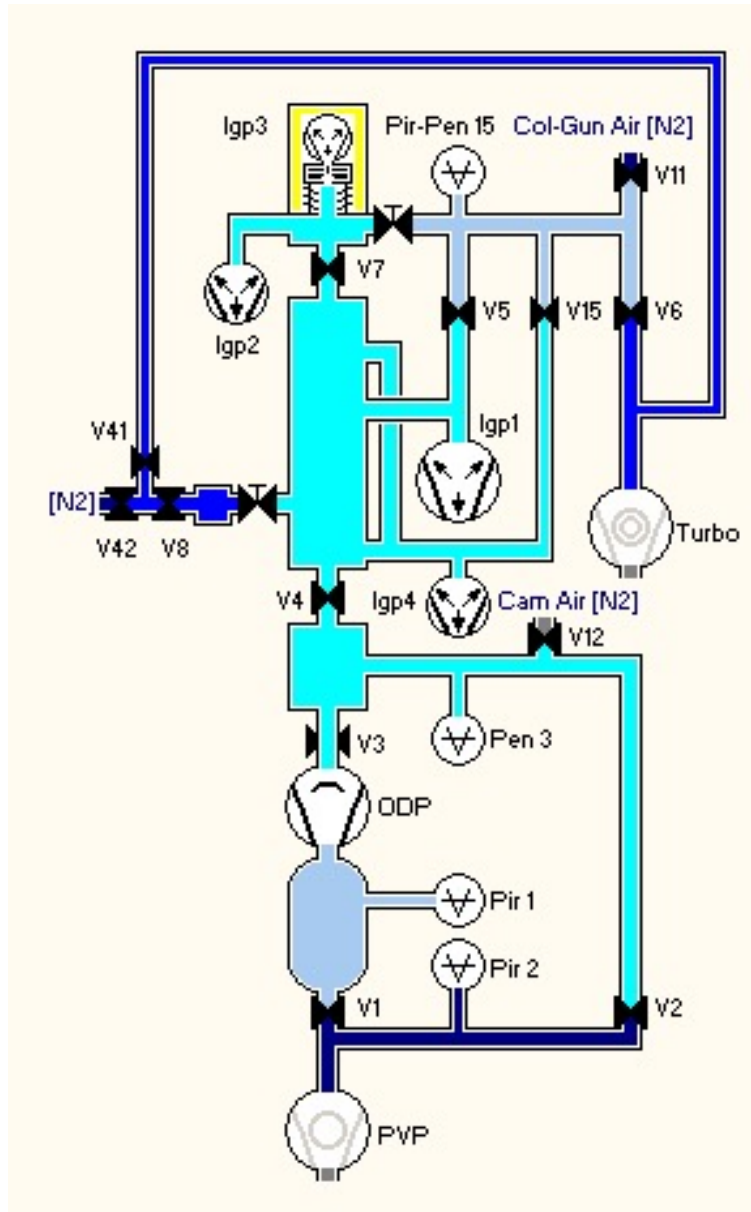 Igp3
Pir-Pen 15
Col-Gun Air [N2]
V11
V7
Igp2
V5
V15
V6
V41
Igp1
[N2]
V42
V8
Turbo
V4
Igp4
Cam Air [N2]
V12
V3
Pen 3
ODP
Pir 1
Pir 2
V1
V2
PVP